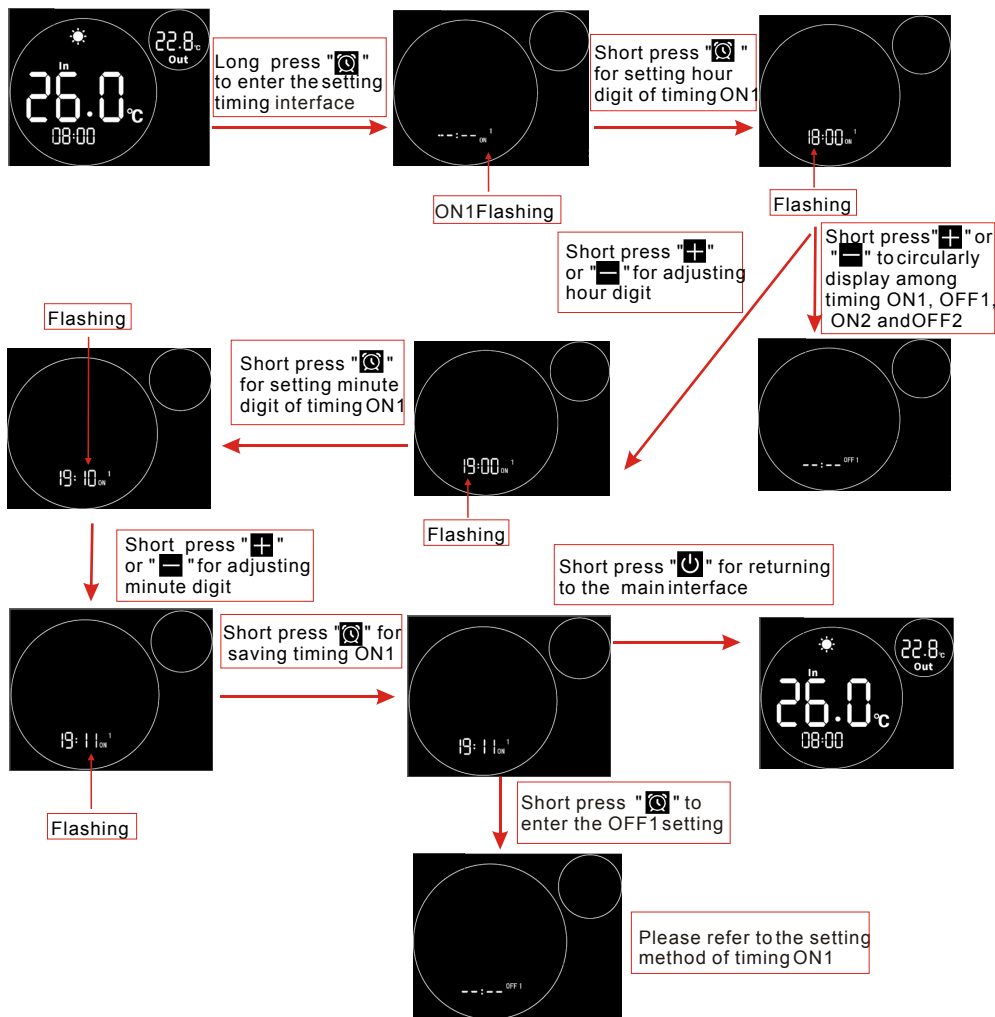 22.8°c
Out
In
26.0°C
08:00
Long press " "
to enter the setting
timing interface
--:-- ON 1
ON1Flashing
Short press " "
for setting hour
digit of timing ON1
18:00 ON 1
Flashing
Short press "+"
or "-" for adjusting
hour digit
Short press "+" or
"-" to circularly
display among
timing ON1, OFF1,
ON2 and OFF2
--:-- OFF 1
Flashing
19:10 ON 1
Short press " "
for setting minute
digit of timing ON1
19:00 ON 1
Flashing
Short press "+"
or "-" for adjusting
minute digit
19:11 ON 1
Flashing
Short press " " for
saving timing ON1
19:11 ON 1
Short press " " for returning
to the main interface
22.8°c
Out
In
26.0°C
08:00
Short press " " to
enter the OFF1 setting
--:-- OFF 1
Please refer to the setting
method of timing ON1